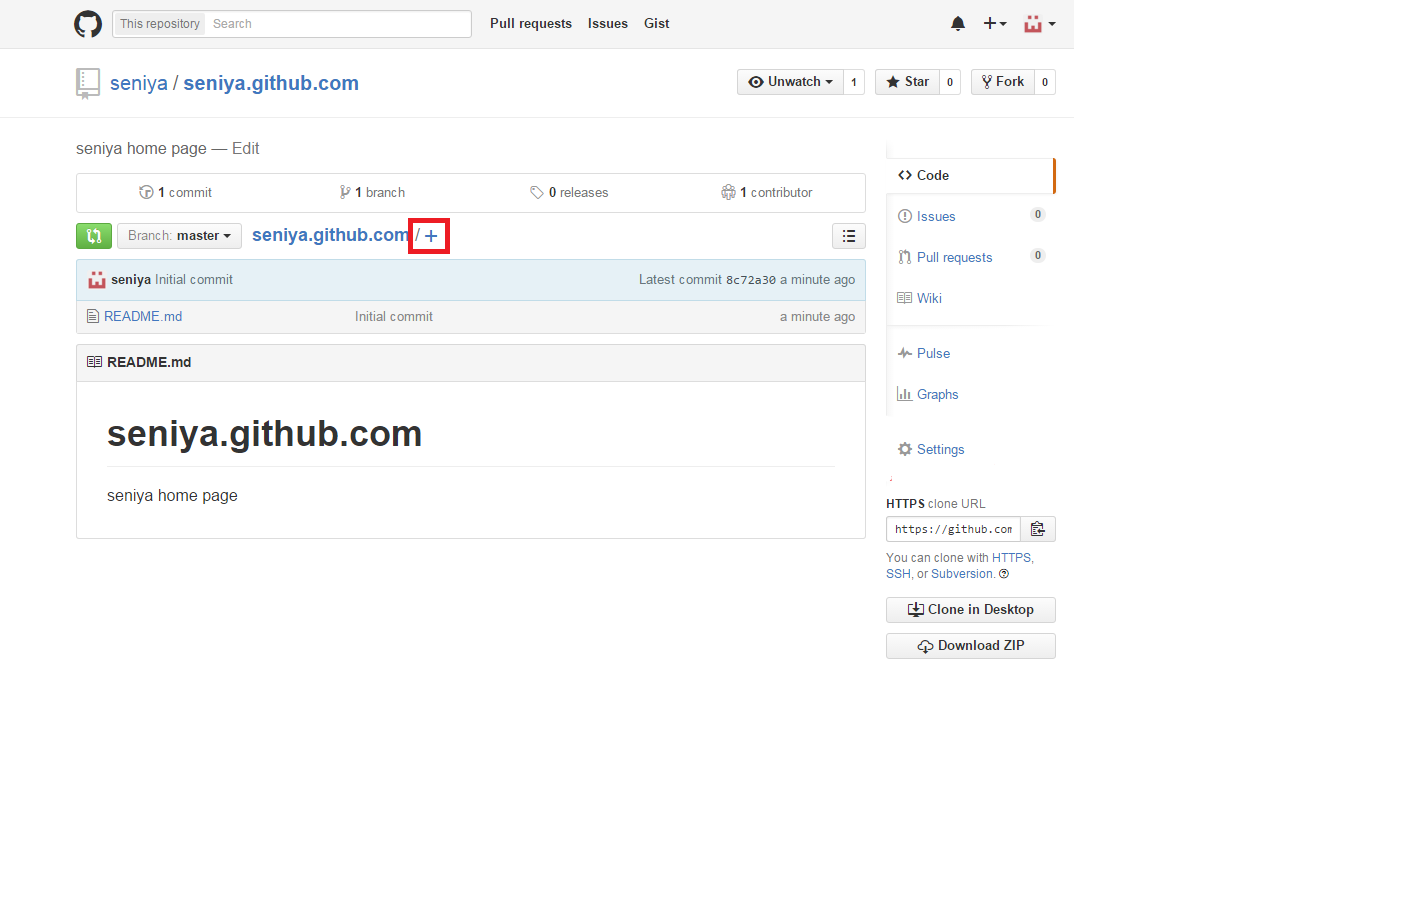 This repository Search Pull requests Issues Gist
seniya / seniya.github.com Unwatch 1 Star 0 Fork 0
seniya home page — Edit
1 commit 1 branch 0 releases 1 contributor
Branch: master seniya.github.com / +
seniya Initial commit Latest commit 8c72a30 a minute ago
README.md Initial commit a minute ago
README.md
seniya.github.com
seniya home page
Code
Issues 0
Pull requests 0
Wiki
Pulse
Graphs
Settings
HTTPS clone URL
https://github.com
You can clone with HTTPS,
SSH, or Subversion.
Clone in Desktop
Download ZIP